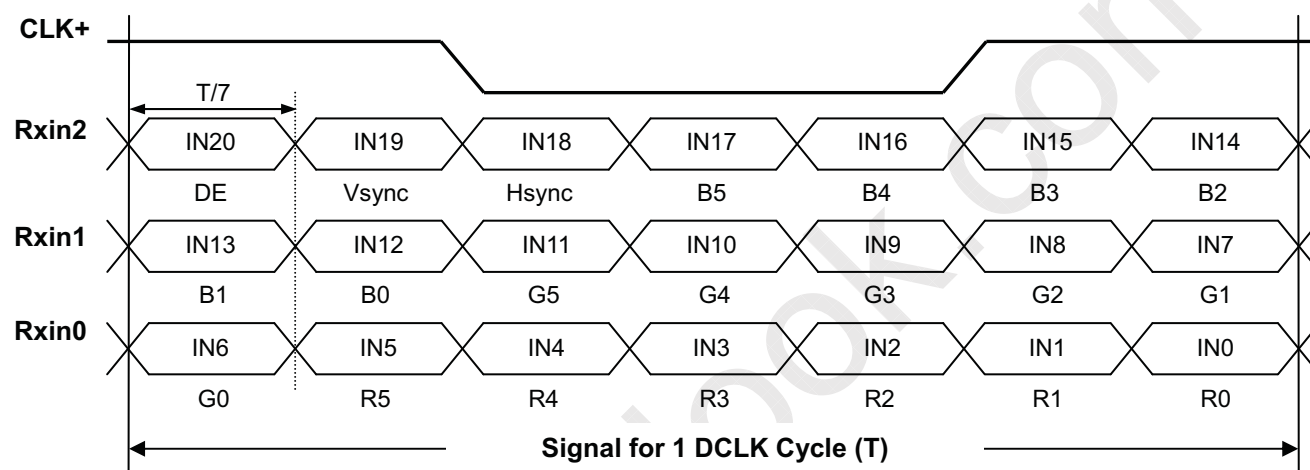 CLK+
T/7
Rxin2 IN20 IN19 IN18 IN17 IN16 IN15 IN14
DE Vsync Hsync B5 B4 B3 B2
Rxin1 IN13 IN12 IN11 IN10 IN9 IN8 IN7
B1 B0 G5 G4 G3 G2 G1
Rxin0 IN6 IN5 IN4 IN3 IN2 IN1 IN0
G0 R5 R4 R3 R2 R1 R0
Signal for 1 DCLK Cycle (T)